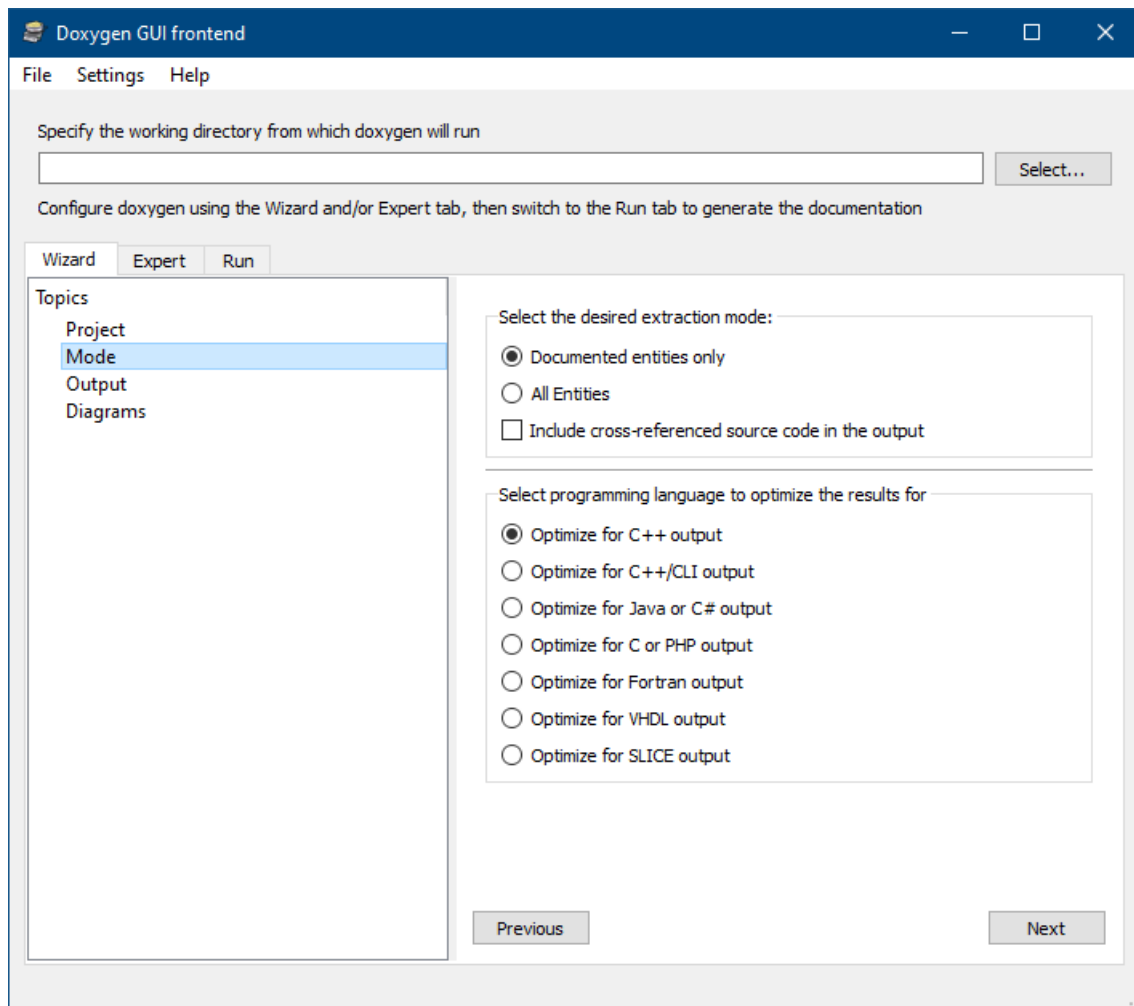 Doxygen GUI frontend
File Settings Help
Specify the working directory from which doxygen will run
Select...
Configure doxygen using the Wizard and/or Expert tab, then switch to the Run tab to generate the documentation
Wizard Expert Run
Topics
Project
Mode
Output
Diagrams
Select the desired extraction mode:
Documented entities only
All Entities
Include cross-referenced source code in the output
Select programming language to optimize the results for
Optimize for C++ output
Optimize for C++/CLI output
Optimize for Java or C# output
Optimize for C or PHP output
Optimize for Fortran output
Optimize for VHDL output
Optimize for SLICE output
Previous Next